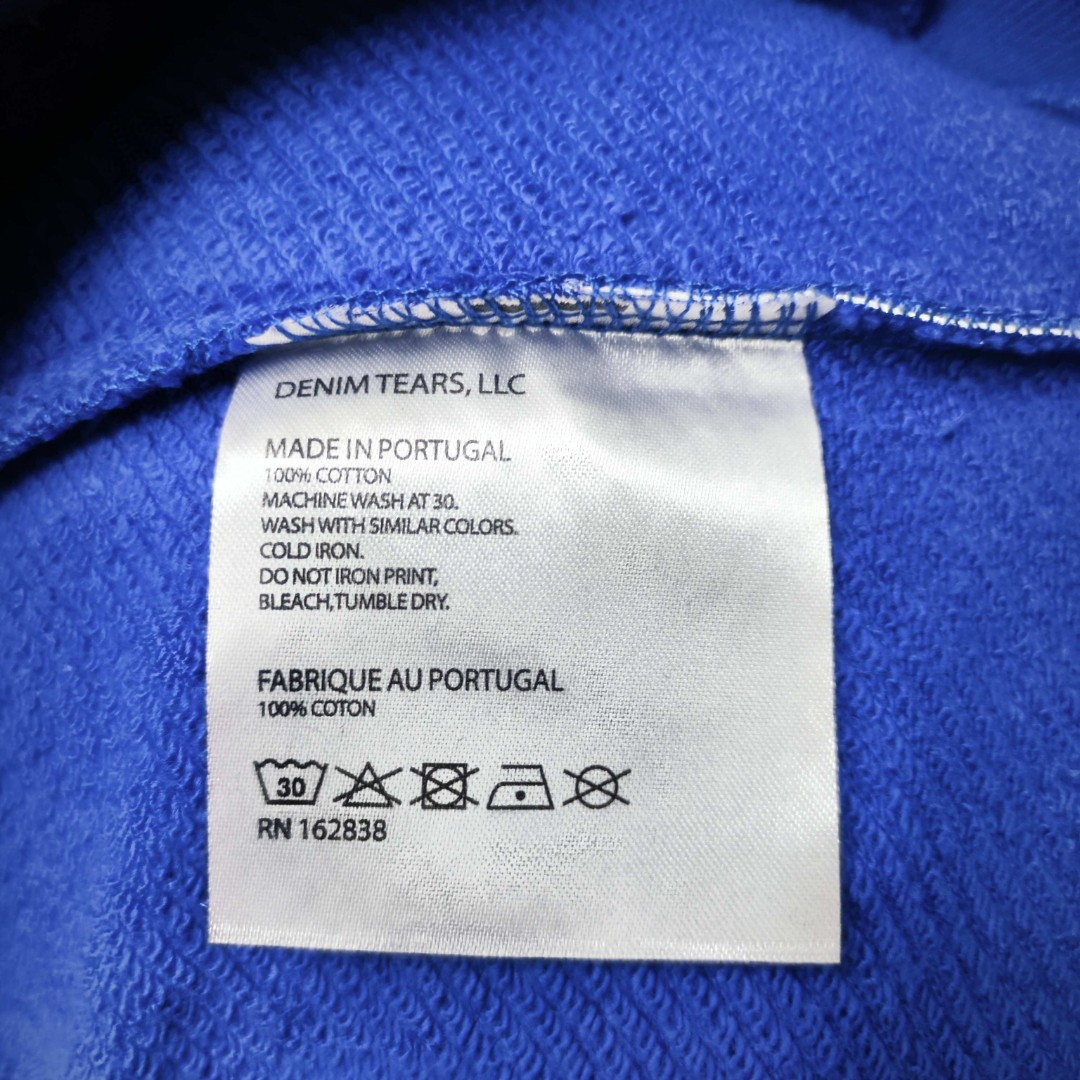 DENIM TEARS, LLC
MADE IN PORTUGAL
100% COTTON
MACHINE WASH AT 30.
WASH WITH SIMILAR COLORS.
COLD IRON.
DO NOT IRON PRINT,
BLEACH,TUMBLE DRY.
FABRIQUE AU PORTUGAL
100% COTON
30
RN 162838